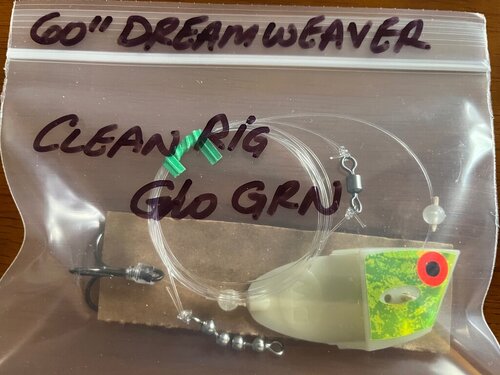 60" DREAMWEAVER
CLEAN RIG
Glo GRN